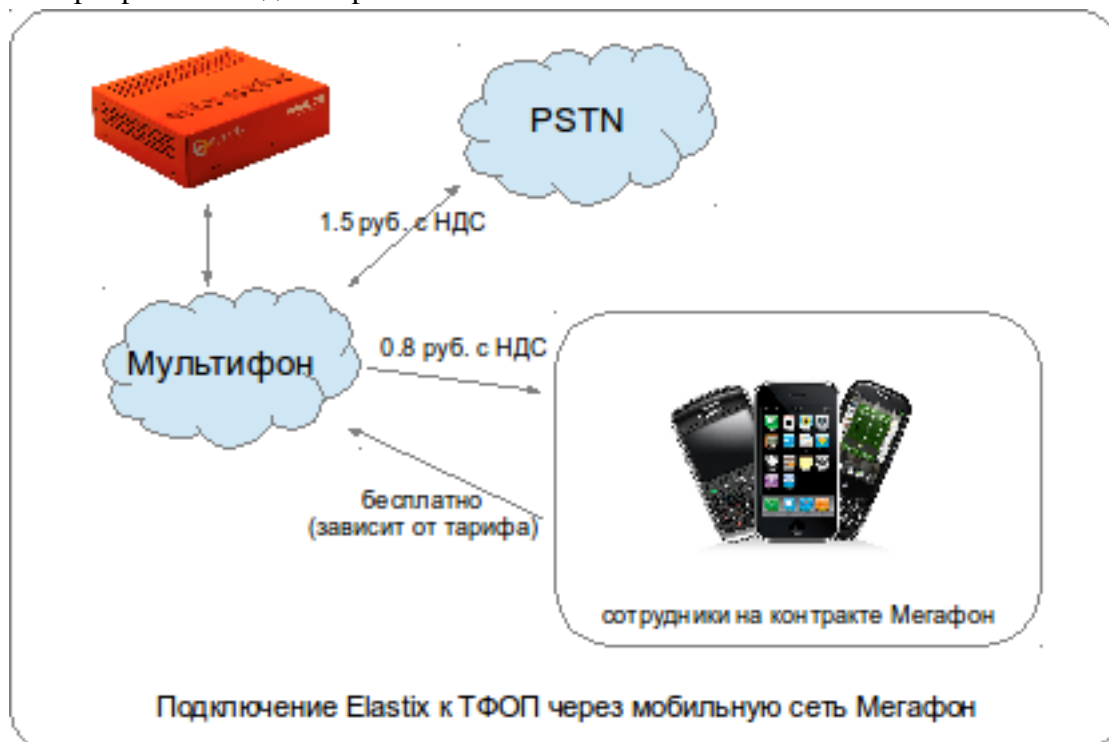 PSTN
1.5 руб. с НДС
Мультифон
0.8 руб. с НДС
бесплатно
(зависит от тарифа)
сотрудники на контракте Мегафон
Подключение Elastix к ТФОП через мобильную сеть Мегафон